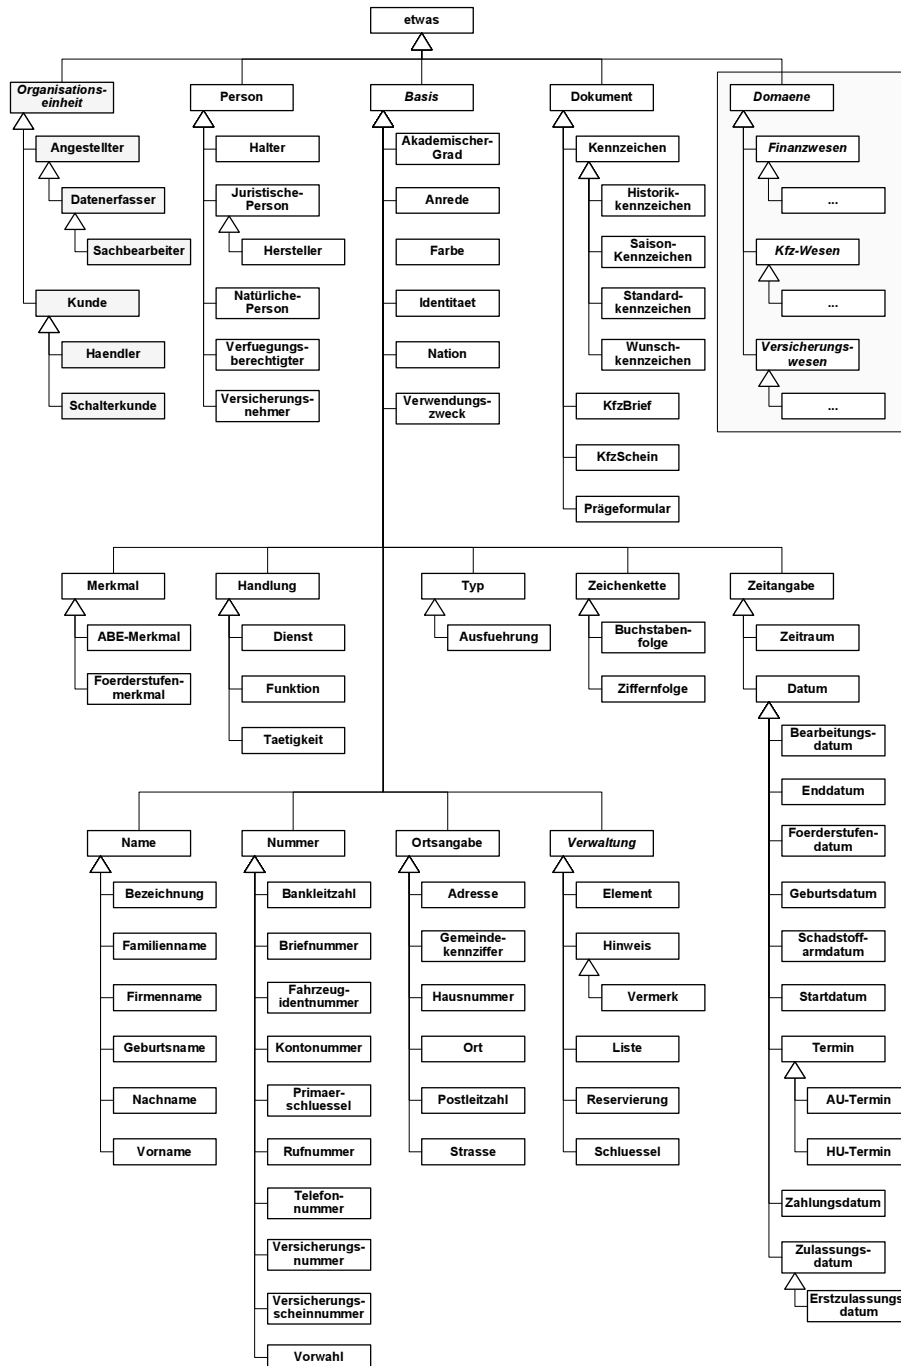 etwas
Organisations-
einheit
Person
Basis
Dokument
Domaene
Angestellter
Datenerfasser
Sachbearbeiter
Kunde
Haendler
Schalterkunde
Halter
Juristische-
Person
Hersteller
Natürliche-
Person
Verfuegungs-
berechtigter
Versicherungs-
nehmer
Akademischer-
Grad
Anrede
Farbe
Identitaet
Nation
Verwendungs-
zweck
Kennzeichen
Historik-
kennzeichen
Saison-
Kennzeichen
Standard-
kennzeichen
Wunsch-
kennzeichen
KfzBrief
KfzSchein
Prägeformular
Finanzwesen
...
Kfz-Wesen
...
Versicherungs-
wesen
...
Merkmal
ABE-Merkmal
Foerderstufen-
merkmal
Handlung
Dienst
Funktion
Taetigkeit
Typ
Ausfuehrung
Zeichenkette
Buchstaben-
folge
Ziffernfolge
Zeitangabe
Zeitraum
Datum
Bearbeitungs-
datum
Enddatum
Foerderstufen-
datum
Geburtsdatum
Schadstoff-
armdatum
Startdatum
Termin
AU-Termin
HU-Termin
Zahlungsdatum
Zulassungs-
datum
Erstzulassungs
datum
Name
Bezeichnung
Familienname
Firmenname
Geburtsname
Nachname
Vorname
Nummer
Bankleitzahl
Briefnummer
Fahrzeug-
identnummer
Kontonummer
Primaer-
schluessel
Rufnummer
Telefon-
nummer
Versicherungs-
nummer
Versicherungs-
scheinnummer
Vorwahl
Ortsangabe
Adresse
Gemeinde-
kennziffer
Hausnummer
Ort
Postleitzahl
Strasse
Verwaltung
Element
Hinweis
Vermerk
Liste
Reservierung
Schluessel